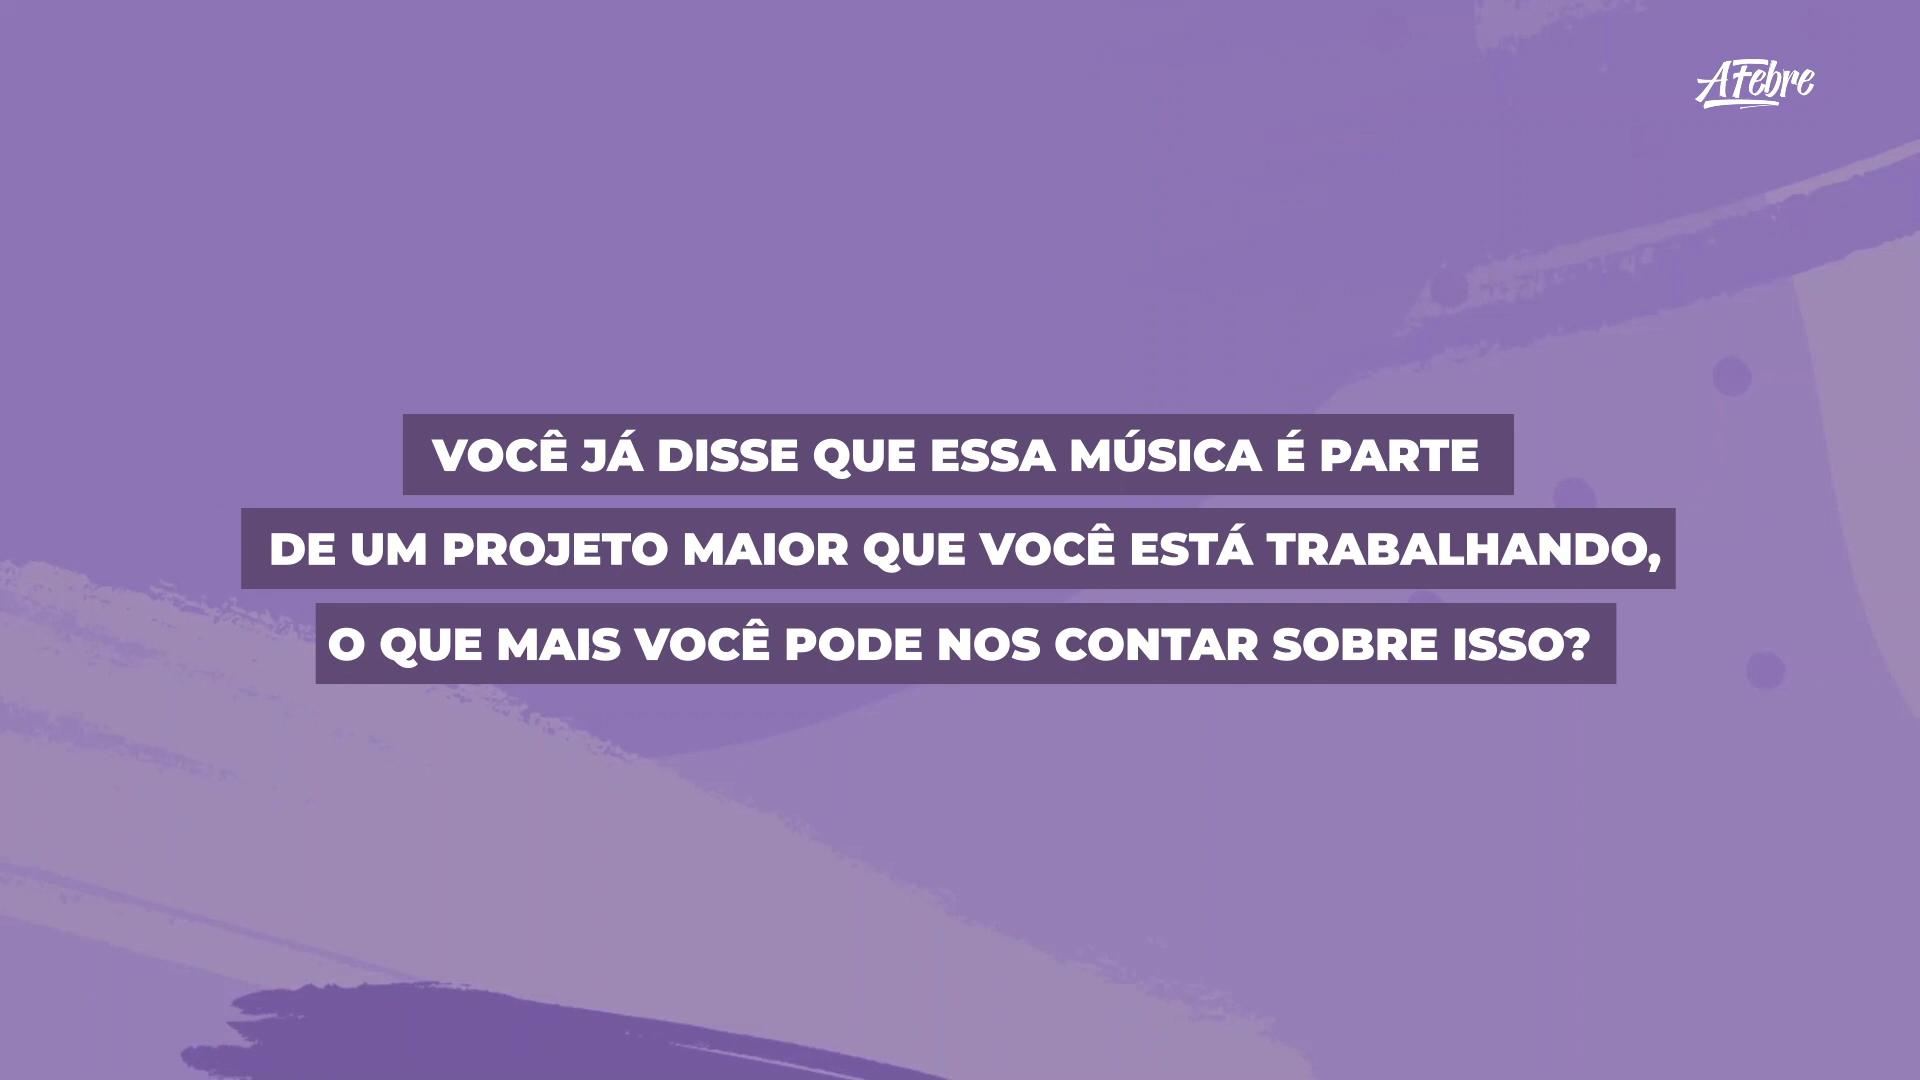 AFebre
VOCÊ JÁ DISSE QUE ESSA MÚSICA É PARTE
DE UM PROJETO MAIOR QUE VOCÊ ESTÁ TRABALHANDO,
O QUE MAIS VOCÊ PODE NOS CONTAR SOBRE ISSO?